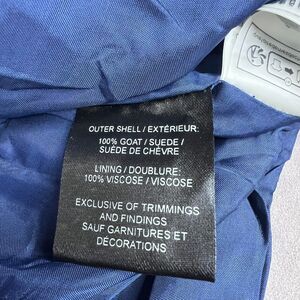 OUTER SHELL / EXTÉRIEUR:
100% GOAT / SUEDE /
SUÈDE DE CHÈVRE
LINING / DOUBLURE:
100% VISCOSE / VISCOSE
EXCLUSIVE OF TRIMMINGS
AND FINDINGS
SAUF GARNITURES ET
DÉCORATIONS